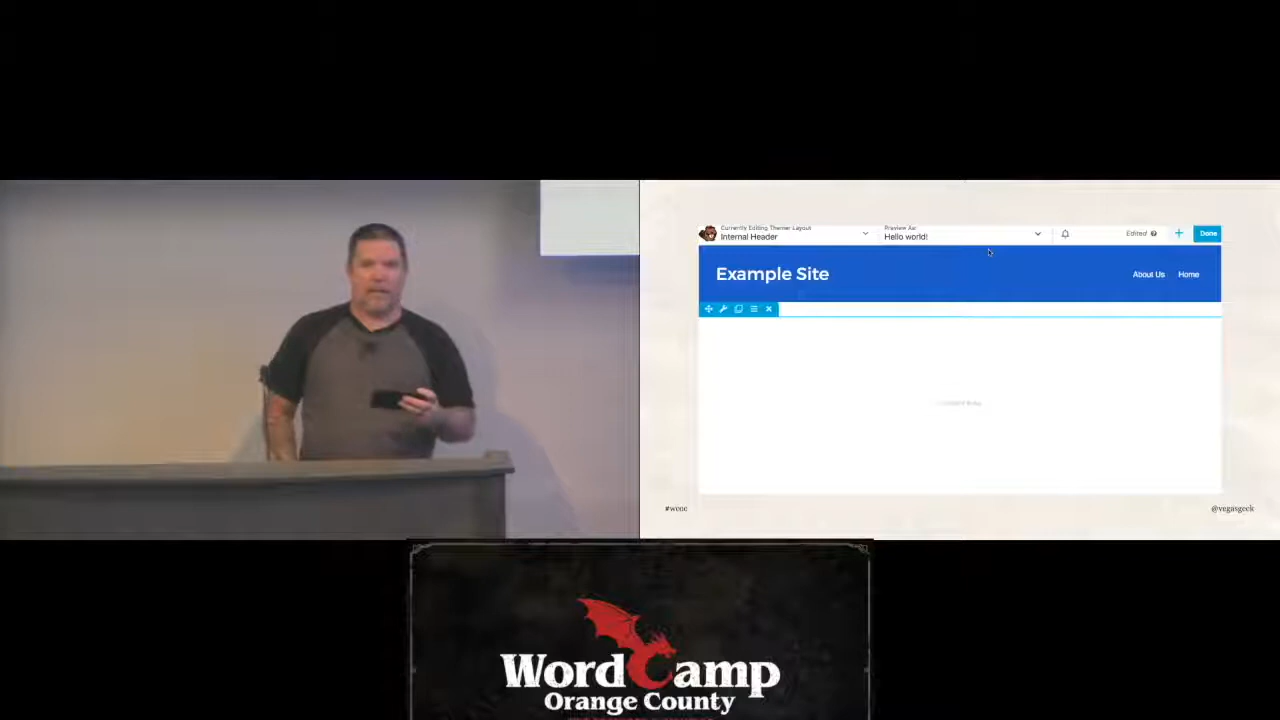 Currently Editing Themer Layout
Internal Header
Preview As:
Hello world!
Edited
Done
Example Site
About Us
Home
@vegasgeek
WordCamp
Orange County